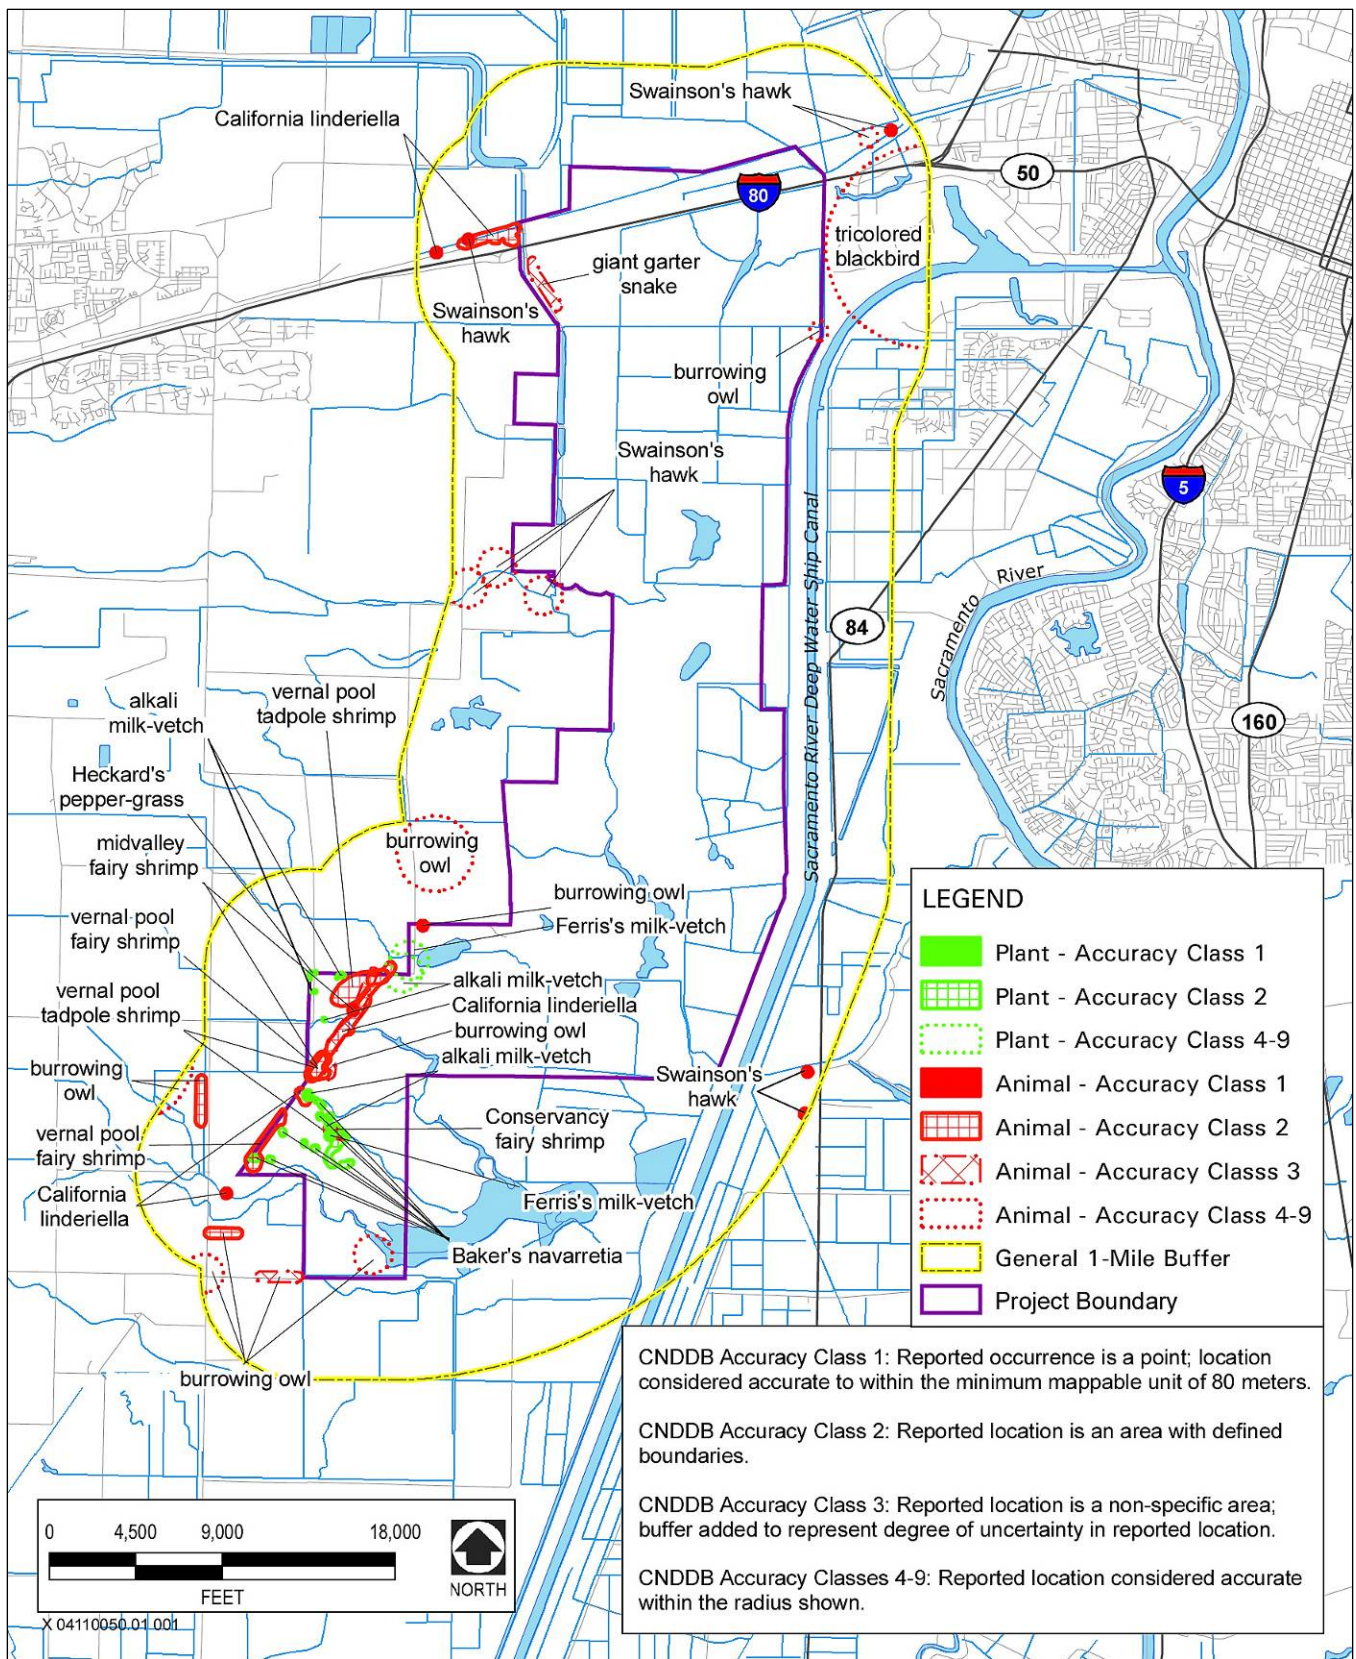 Swainson's hawk
California linderiella
50
80
tricolored
blackbird
giant garter
snake
Swainson's
hawk
burrowing
owl
Swainson's
hawk
5
Sacramento River Deep Water Ship Canal
River
Sacramento
84
160
alkali
milk-vetch
vernal pool
tadpole shrimp
Heckard's
pepper-grass
midvalley
fairy shrimp
burrowing
owl
burrowing owl
Ferris's milk-vetch
vernal pool
fairy shrimp
alkali milk-vetch
California linderiella
vernal pool
tadpole shrimp
burrowing owl
alkali milk-vetch
burrowing
owl
Swainson's
hawk
Conservancy
fairy shrimp
vernal pool
fairy shrimp
California
linderiella
Ferris's milk-vetch
Baker's navarretia
burrowing owl
LEGEND
Plant - Accuracy Class 1
Plant - Accuracy Class 2
Plant - Accuracy Class 4-9
Animal - Accuracy Class 1
Animal - Accuracy Class 2
Animal - Accuracy Classs 3
Animal - Accuracy Class 4-9
General 1-Mile Buffer
Project Boundary
CNDDB Accuracy Class 1: Reported occurrence is a point; location
considered accurate to within the minimum mappable unit of 80 meters.
CNDDB Accuracy Class 2: Reported location is an area with defined
boundaries.
CNDDB Accuracy Class 3: Reported location is a non-specific area;
buffer added to represent degree of uncertainty in reported location.
CNDDB Accuracy Classes 4-9: Reported location considered accurate
within the radius shown.
0 4,500 9,000 18,000
FEET
NORTH
X 04110050.01 001